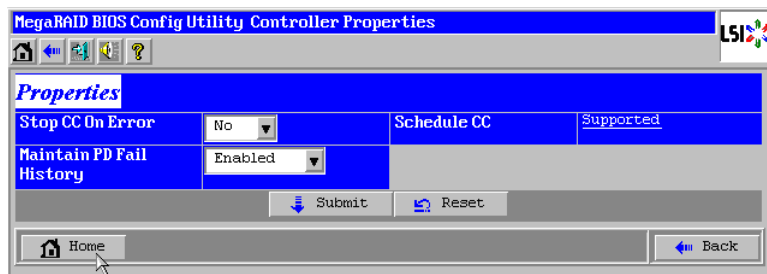 MegaRAID BIOS Config Utility Controller Properties
LSI
Properties
Stop CC On Error No Schedule CC Supported
Maintain PD Fail History Enabled
Submit Reset
Home Back